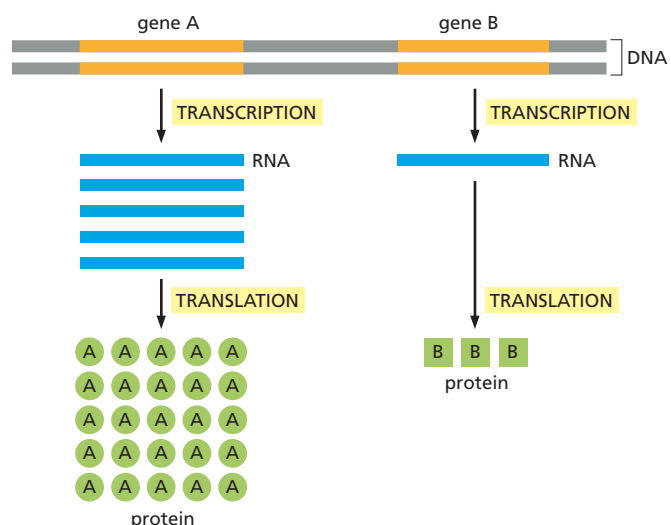 gene A gene B
DNA
TRANSCRIPTION TRANSCRIPTION
RNA RNA
TRANSLATION TRANSLATION
A A A A A B B B
protein
A A A A A
A A A A A
A A A A A
A A A A A
protein